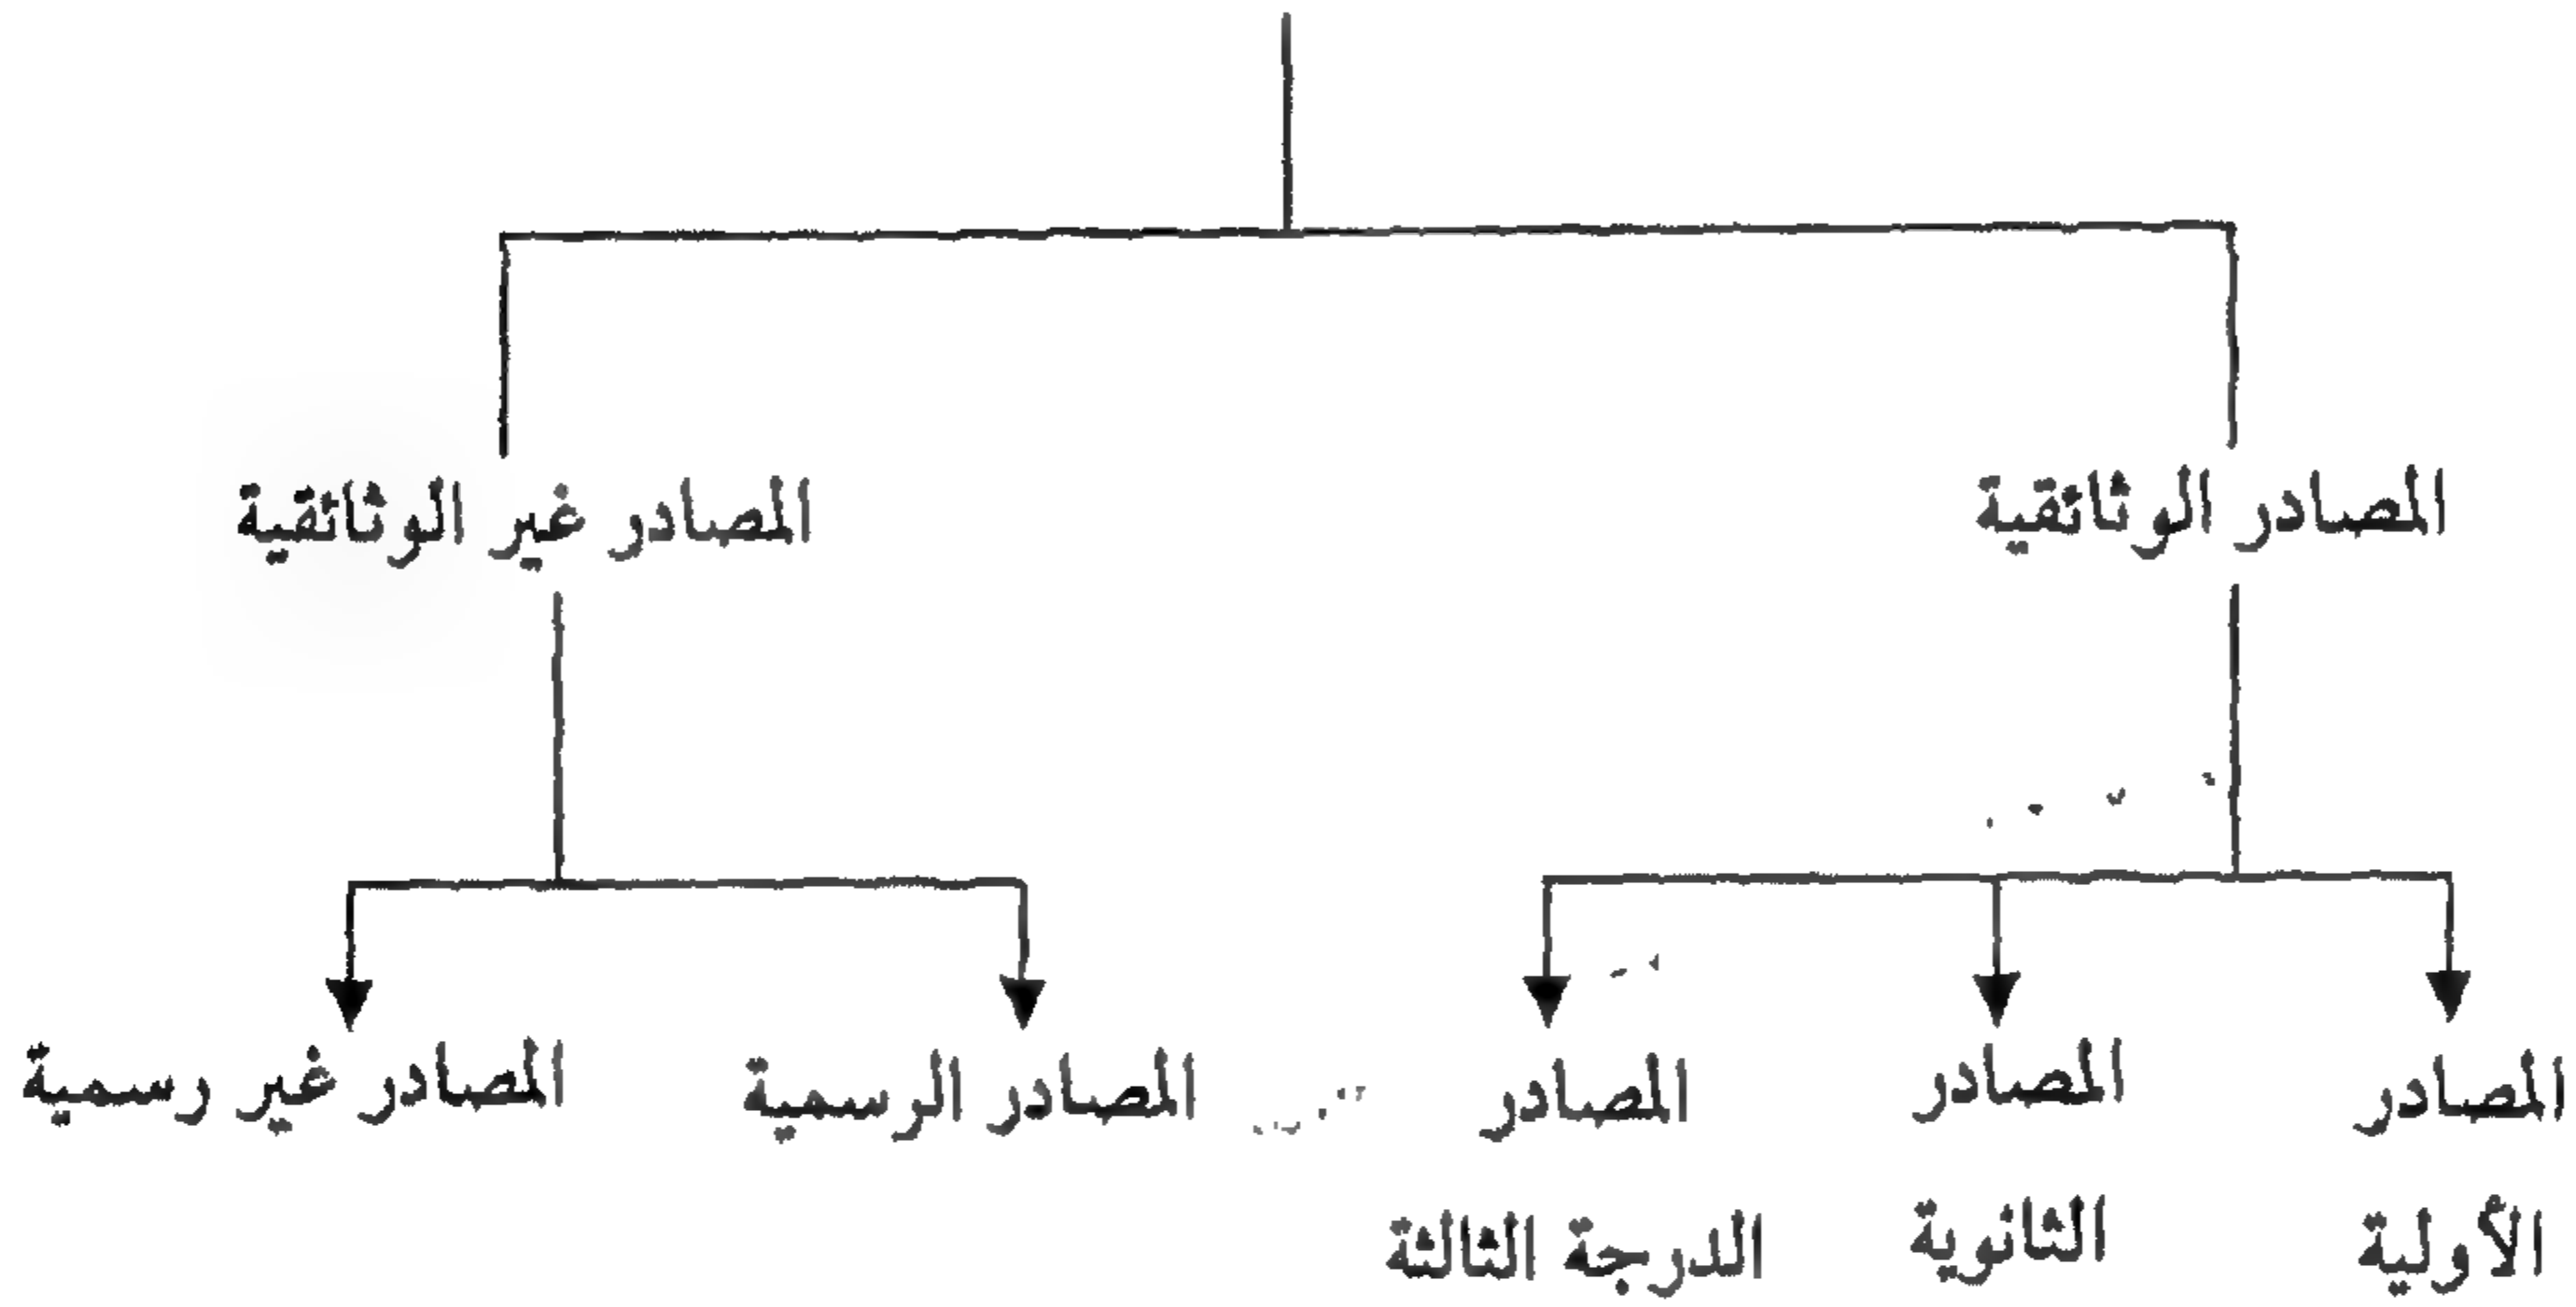 المصادر الوثائقية
المصادر غير الوثائقية
المصادر
الأولية
المصادر
الثانوية
المصادر
الدرجة الثالثة
المصادر الرسمية
المصادر غير رسمية